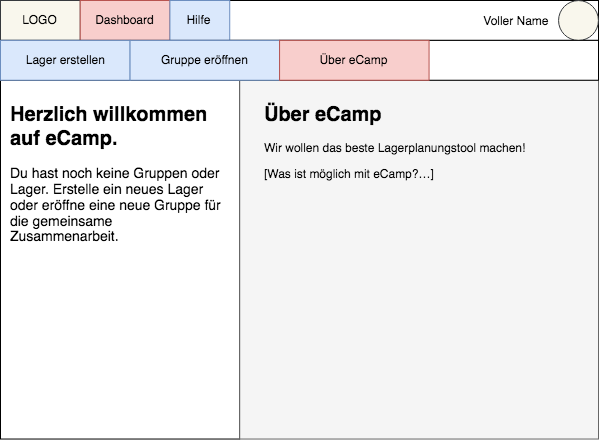 LOGO
Dashboard
Hilfe
Voller Name
Lager erstellen
Gruppe eröffnen
Über eCamp
Herzlich willkommen
auf eCamp.
Du hast noch keine Gruppen oder
Lager. Erstelle ein neues Lager
oder eröffne eine neue Gruppe für
die gemeinsame
Zusammenarbeit.
Über eCamp
Wir wollen das beste Lagerplanungstool machen!
[Was ist möglich mit eCamp?…]